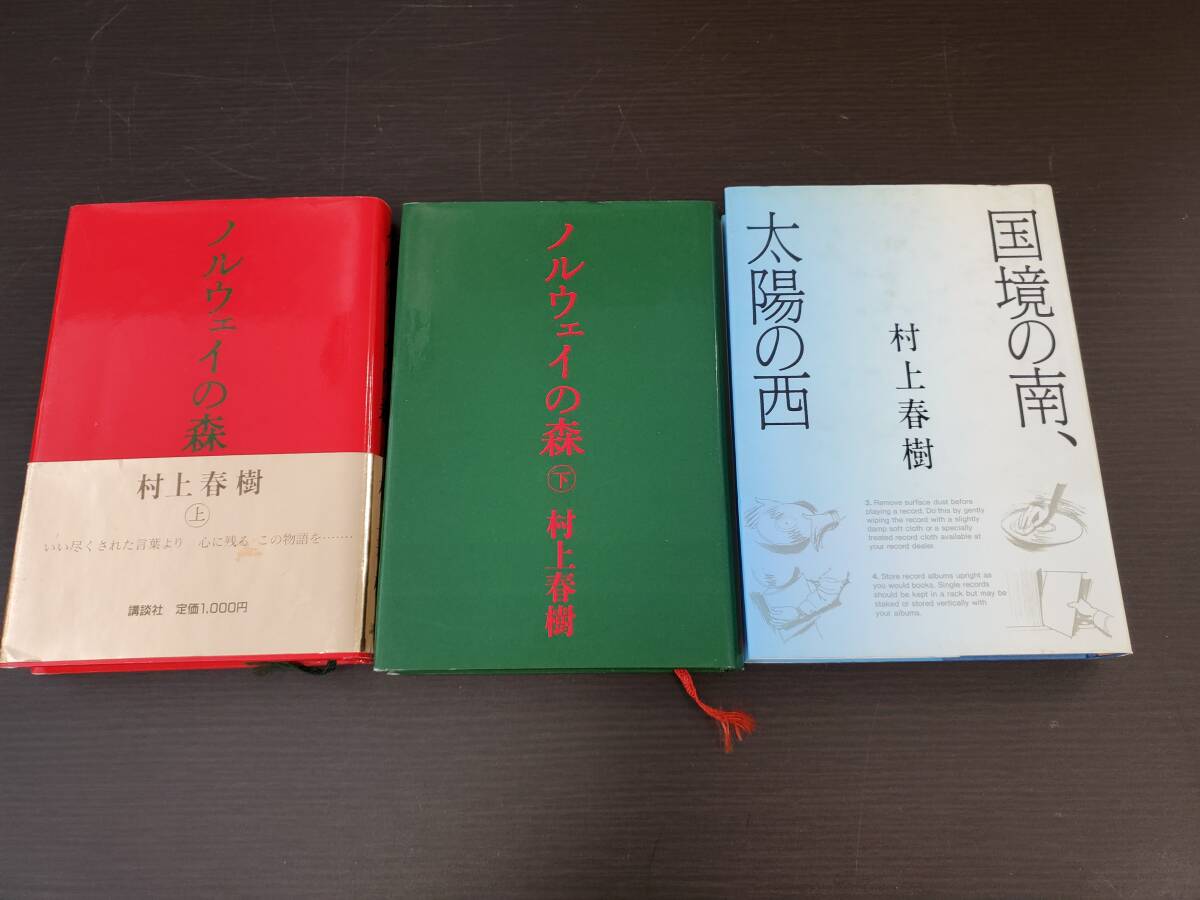 ノルウェイの森
村上春樹
上
いい尽くされた言葉より 心に残る この物語を……
講談社 定価1,000円
ノルウェイの森 下 村上春樹
国境の南、
太陽の西
村上春樹
3. Remove surface dust before
playing a record. Do this by gently
wiping the record with a slightly
damp soft cloth or a specially
treated record cloth available at
your record dealer.
4. Store record albums upright as
you would books. Single records
should be kept in a rack but may be
staked or stored vertically with
your albums.